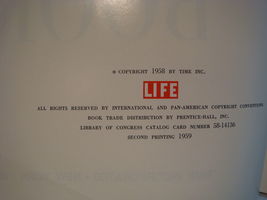 © COPYRIGHT 1958 BY TIME INC.
LIFE
ALL RIGHTS RESERVED BY INTERNATIONAL AND PAN-AMERICAN COPYRIGHT CONVENTIONS
BOOK TRADE DISTRIBUTION BY PRENTICE-HALL, INC.
LIBRARY OF CONGRESS CATALOG CARD NUMBER 58-14136
SECOND PRINTING 1959